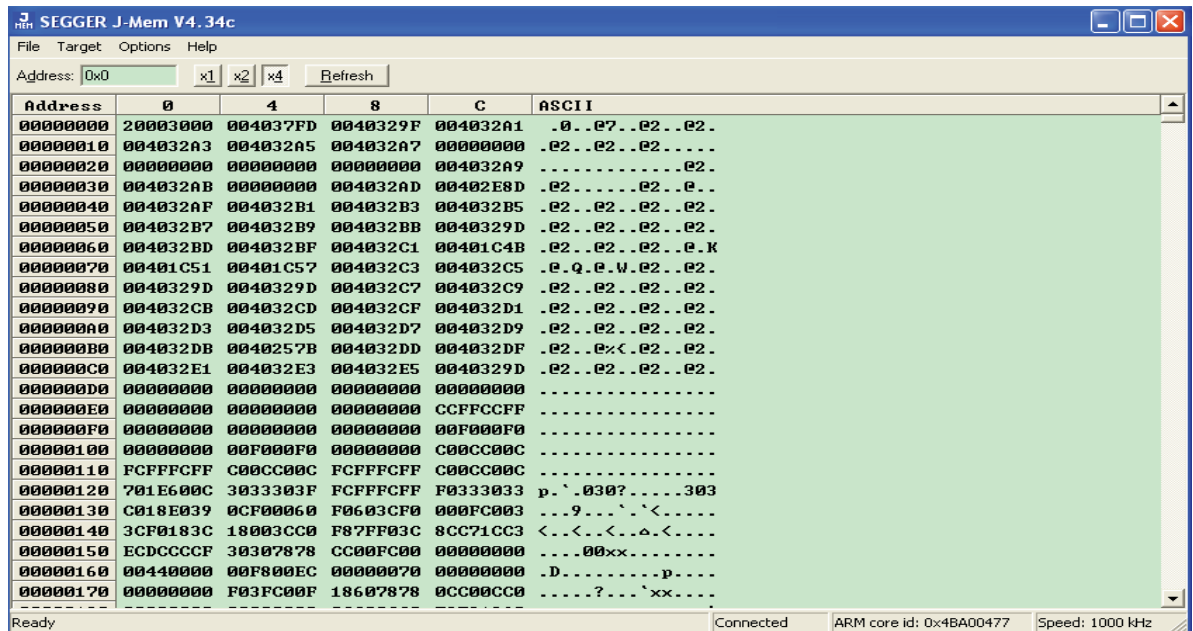 SEGGER J-Mem V4.34c
File Target Options Help
Address: 0x0 x1 x2 x4 Refresh
Address 0 4 8 C ASCII
00000000 20003000 004037FD 0040329F 004032A1 .0..@7..@2..@2.
00000010 004032A3 004032A5 004032A7 00000000 .@2..@2..@2.....
00000020 00000000 00000000 00000000 004032A9 .............@2.
00000030 004032AB 00000000 004032AD 00402E8D .@2......@2..@..
00000040 004032AF 004032B1 004032B3 004032B5 .@2..@2..@2..@2.
00000050 004032B7 004032B9 004032BB 0040329D .@2..@2..@2..@2.
00000060 004032BD 004032BF 004032C1 00401C4B .@2..@2..@2..@.K
00000070 00401C51 00401C57 004032C3 004032C5 .@.Q.@.W.@2..@2.
00000080 0040329D 0040329D 004032C7 004032C9 .@2..@2..@2..@2.
00000090 004032CB 004032CD 004032CF 004032D1 .@2..@2..@2..@2.
000000A0 004032D3 004032D5 004032D7 004032D9 .@2..@2..@2..@2.
000000B0 004032DB 0040257B 004032DD 004032DF .@2..@%{.@2..@2.
000000C0 004032E1 004032E3 004032E5 0040329D .@2..@2..@2..@2.
000000D0 00000000 00000000 00000000 00000000 ................
000000E0 00000000 00000000 00000000 CCFFCCFF ................
000000F0 00000000 00000000 00000000 00F000F0 ................
00000100 00000000 00F000F0 00000000 C00CC00C ................
00000110 FCFFFCFF C00CC00C FCFFFCFF C00CC00C ................
00000120 701E600C 3033303F FCFFFCFF F0333033 p.`.030?.....303
00000130 C018E039 0CF00060 F0603CF0 000FC003 ...9...`.`<.....
00000140 3CF0183C 18003CC0 F87FF03C 8CC71CC3 <..<..<..⌂.<....
00000150 ECDCCCCF 30307878 CC00FC00 00000000 ....00xx........
00000160 00440000 00F800EC 00000070 00000000 .D.........p....
00000170 00000000 F03FC00F 18607878 0CC00CC0 .....?...`xx....
Ready Connected ARM core id: 0x4BA00477 Speed: 1000 kHz